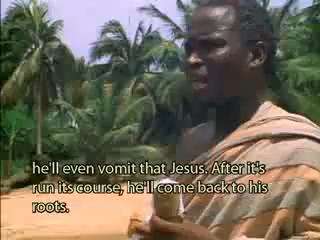 he'll even vomit that Jesus. After it's
run its course, he'll come back to his
roots.